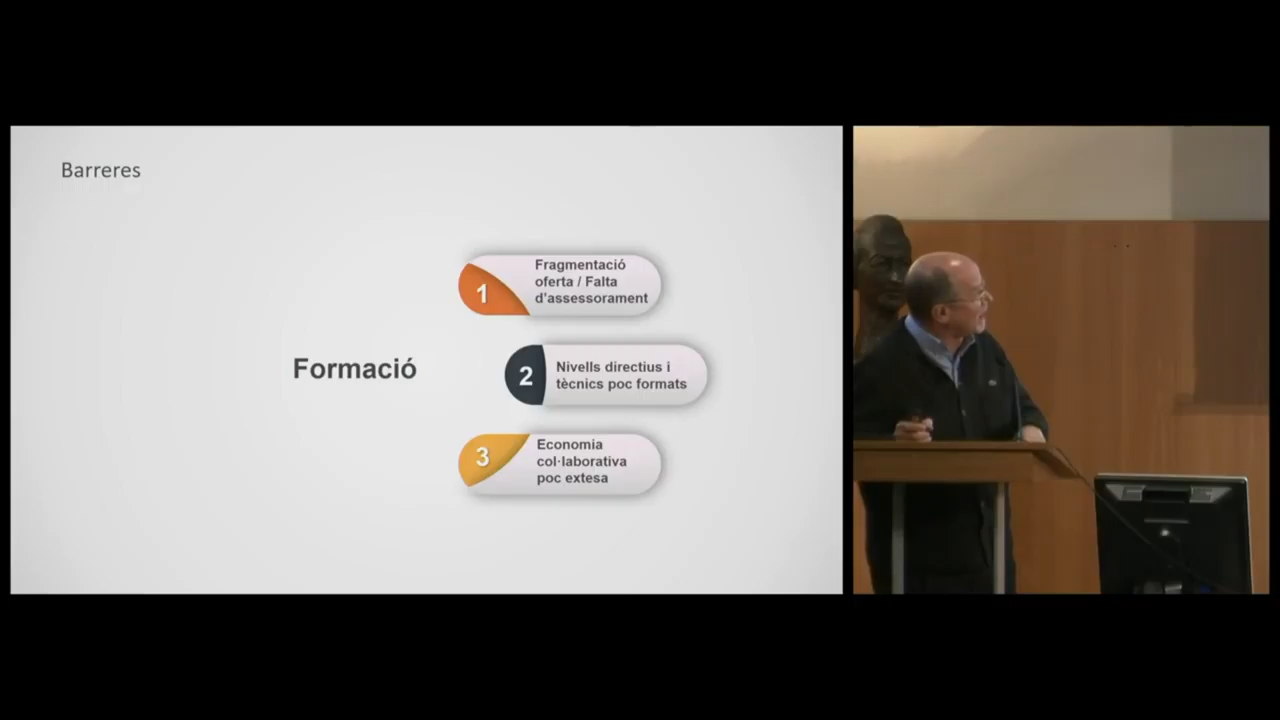 Barreres
Formació
1
Fragmentació
oferta / Falta
d'assessorament
2
Nivells directius i
tècnics poc formats
3
Economia
col·laborativa
poc extesa